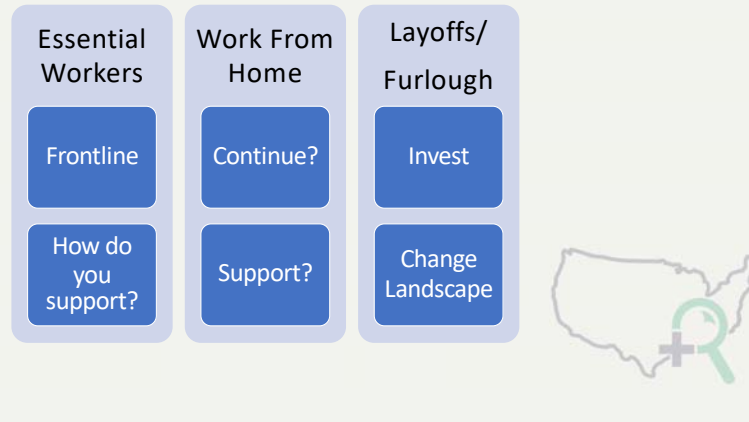 Essential
Workers
Frontline
How do
you
support?
Work From
Home
Continue?
Support?
Layoffs/
Furlough
Invest
Change
Landscape